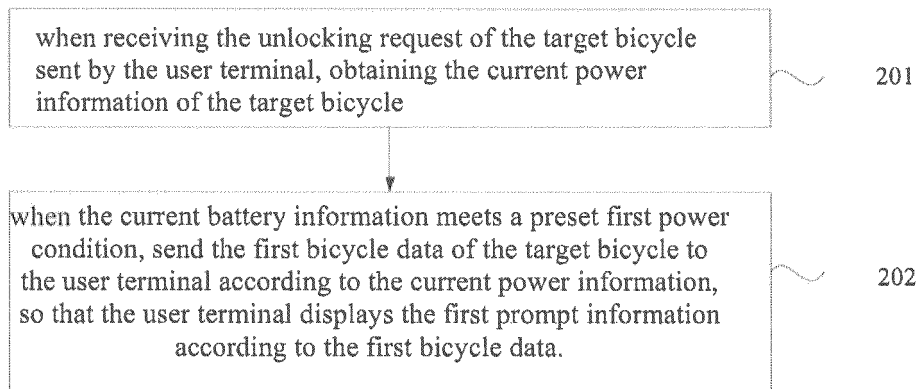 when receiving the unlocking request of the target bicycle
sent by the user terminal, obtaining the current power
information of the target bicycle
201
when the current battery information meets a preset first power
condition, send the first bicycle data of the target bicycle to
the user terminal according to the current power information,
so that the user terminal displays the first prompt information
according to the first bicycle data.
202